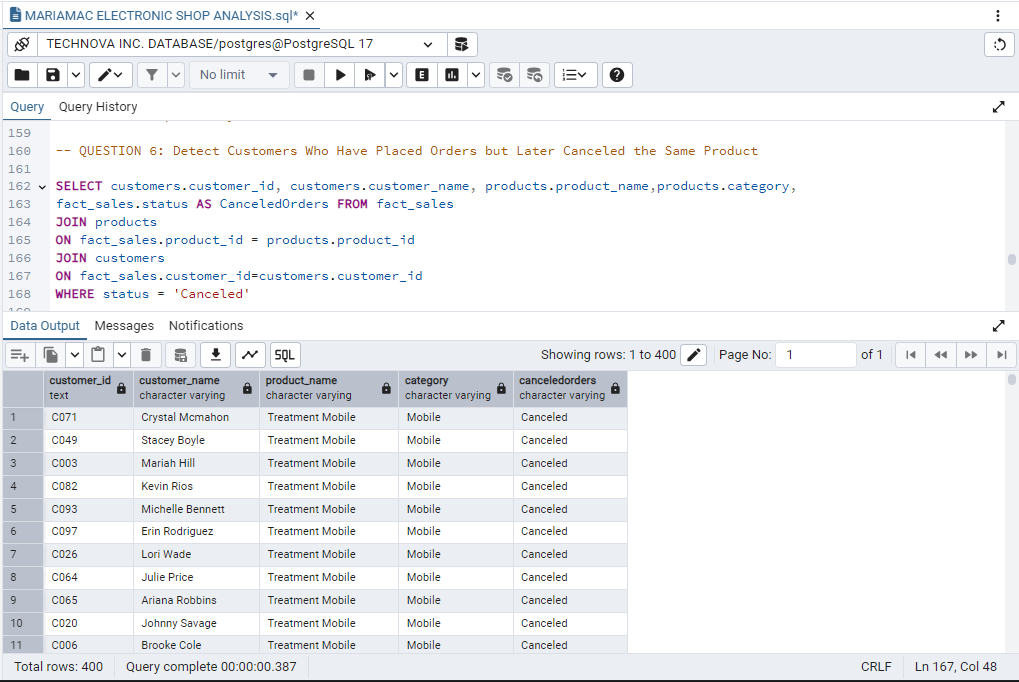 MARIAMAC ELECTRONIC SHOP ANALYSIS.sql*
TECHNOVA INC. DATABASE/postgres@PostgreSQL 17
No limit
E
Query
Query History
159
160 -- QUESTION 6: Detect Customers Who Have Placed Orders but Later Canceled the Same Product
161
162 SELECT customers.customer_id, customers.customer_name, products.product_name,products.category,
163 fact_sales.status AS CanceledOrders FROM fact_sales
164 JOIN products
165 ON fact_sales.product_id = products.product_id
166 JOIN customers
167 ON fact_sales.customer_id=customers.customer_id
168 WHERE status = 'Canceled'
Data Output Messages Notifications
SQL Showing rows: 1 to 400 Page No: 1 of 1
customer_id customer_name product_name category canceledorders
text character varying character varying character varying character varying
1 C071 Crystal Mcmahon Treatment Mobile Mobile Canceled
2 C049 Stacey Boyle Treatment Mobile Mobile Canceled
3 C003 Mariah Hill Treatment Mobile Mobile Canceled
4 C082 Kevin Rios Treatment Mobile Mobile Canceled
5 C093 Michelle Bennett Treatment Mobile Mobile Canceled
6 C097 Erin Rodriguez Treatment Mobile Mobile Canceled
7 C026 Lori Wade Treatment Mobile Mobile Canceled
8 C064 Julie Price Treatment Mobile Mobile Canceled
9 C065 Ariana Robbins Treatment Mobile Mobile Canceled
10 C020 Johnny Savage Treatment Mobile Mobile Canceled
11 C006 Brooke Cole Treatment Mobile Mobile Canceled
Total rows: 400 Query complete 00:00:00.387 CRLF Ln 167, Col 48